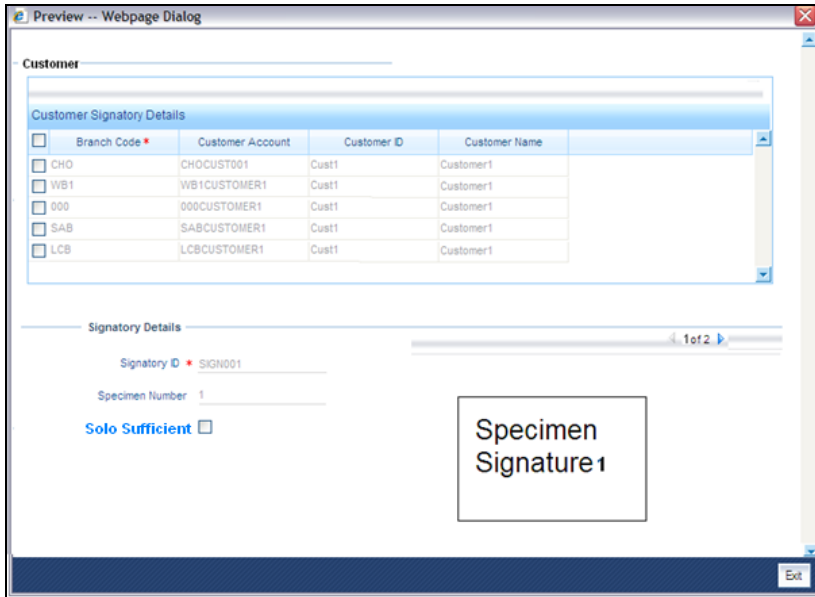 Preview -- Webpage Dialog
Customer
Customer Signatory Details
Branch Code * Customer Account Customer ID Customer Name
CHO CHOCUST001 Cust1 Customer1
WB1 WB1CUSTOMER1 Cust1 Customer1
000 000CUSTOMER1 Cust1 Customer1
SAB SABCUSTOMER1 Cust1 Customer1
LCB LCBCUSTOMER1 Cust1 Customer1
Signatory Details
1 of 2
Signatory ID * SIGN001
Specimen Number 1
Solo Sufficient
Specimen
Signature1
Exit